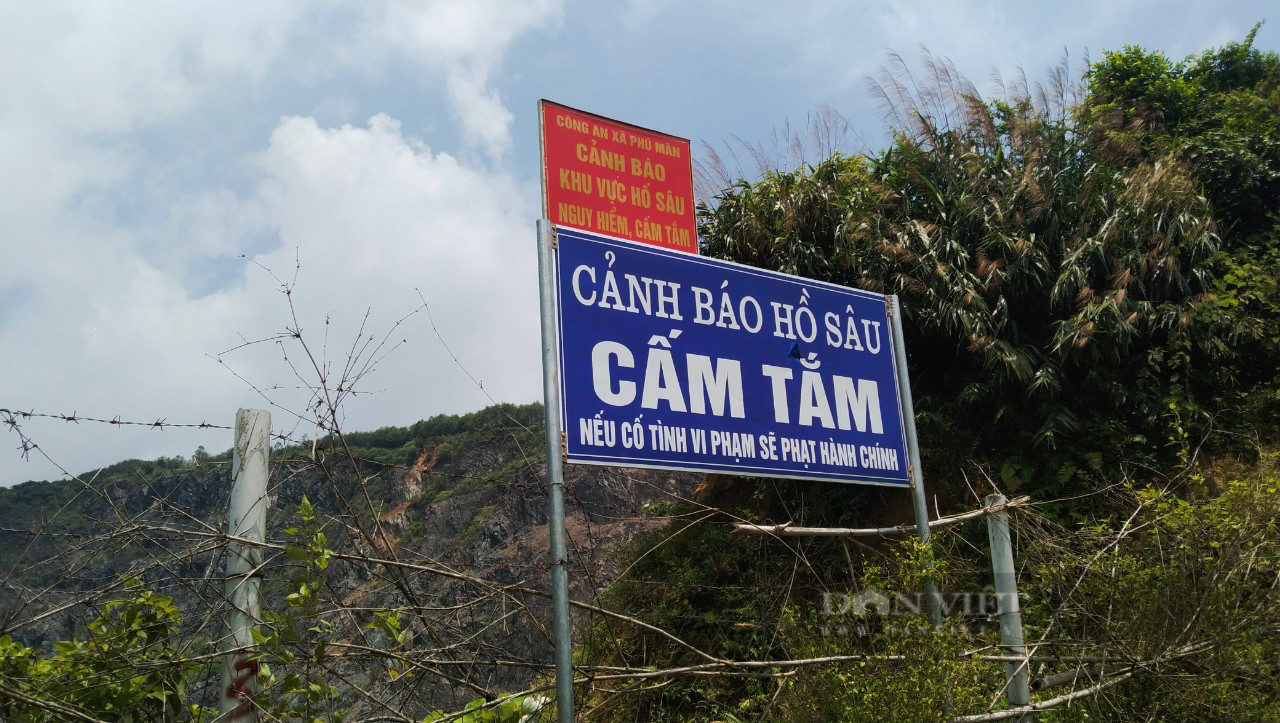 CÔNG AN XÃ PHÚ MÃN
CẢNH BÁO
KHU VỰC HỐ SÂU
NGUY HIỂM, CẤM TẮM
CẢNH BÁO HỒ SÂU
CẤM TẮM
NẾU CỐ TÌNH VI PHẠM SẼ PHẠT HÀNH CHÍNH
DÂN VIỆT
2